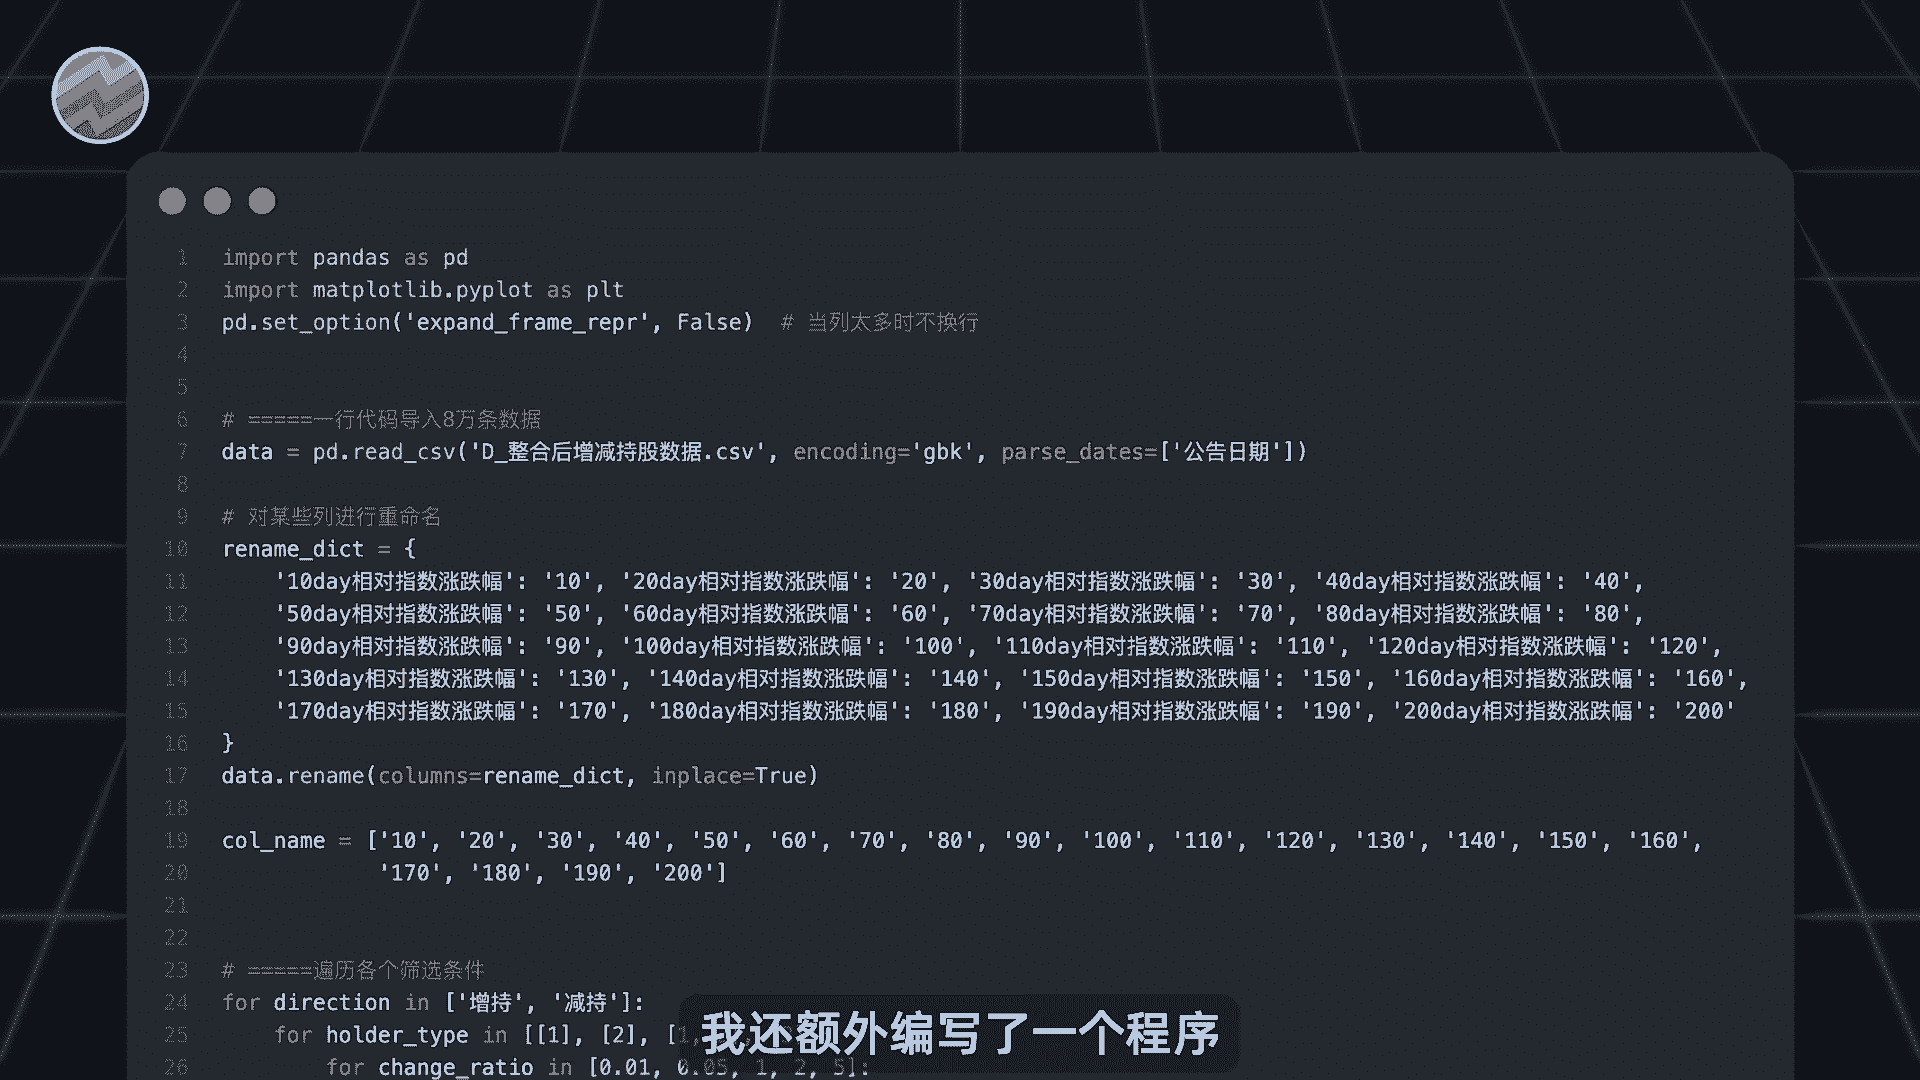 1 import pandas as pd
2 import matplotlib.pyplot as plt
3 pd.set_option('expand_frame_repr', False)  # 当列太多时不换行
4
5
6 # =====一行代码导入8万条数据
7 data = pd.read_csv('D_整合后增减持股数据.csv', encoding='gbk', parse_dates=['公告日期'])
8
9 # 对某些列进行重命名
10 rename_dict = {
11     '10day相对指数涨跌幅': '10', '20day相对指数涨跌幅': '20', '30day相对指数涨跌幅': '30', '40day相对指数涨跌幅': '40',
12     '50day相对指数涨跌幅': '50', '60day相对指数涨跌幅': '60', '70day相对指数涨跌幅': '70', '80day相对指数涨跌幅': '80',
13     '90day相对指数涨跌幅': '90', '100day相对指数涨跌幅': '100', '110day相对指数涨跌幅': '110', '120day相对指数涨跌幅': '120',
14     '130day相对指数涨跌幅': '130', '140day相对指数涨跌幅': '140', '150day相对指数涨跌幅': '150', '160day相对指数涨跌幅': '160',
15     '170day相对指数涨跌幅': '170', '180day相对指数涨跌幅': '180', '190day相对指数涨跌幅': '190', '200day相对指数涨跌幅': '200'
16 }
17 data.rename(columns=rename_dict, inplace=True)
18
19 col_name = ['10', '20', '30', '40', '50', '60', '70', '80', '90', '100', '110', '120', '130', '140', '150', '160',
20             '170', '180', '190', '200']
21
22
23 # =====遍历各个筛选条件
24 for direction in ['增持', '减持']:
25     for holder_type in [[1], [2], [
26         for change_ratio in [0.01, 0.05, 1, 2, 5]:
我还额外编写了一个程序